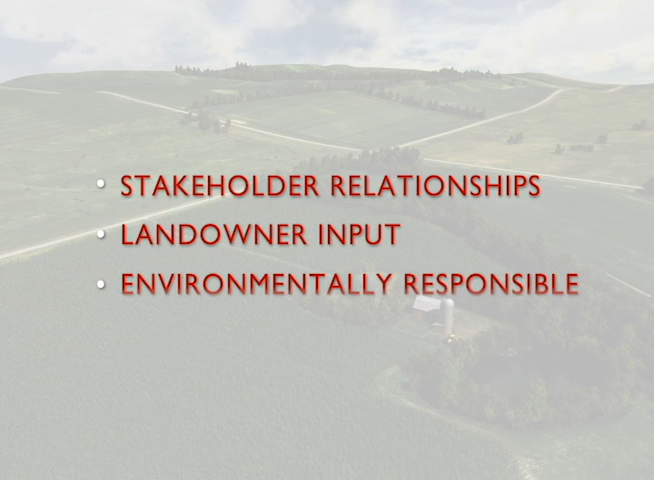 • STAKEHOLDER RELATIONSHIPS
• LANDOWNER INPUT
• ENVIRONMENTALLY RESPONSIBLE